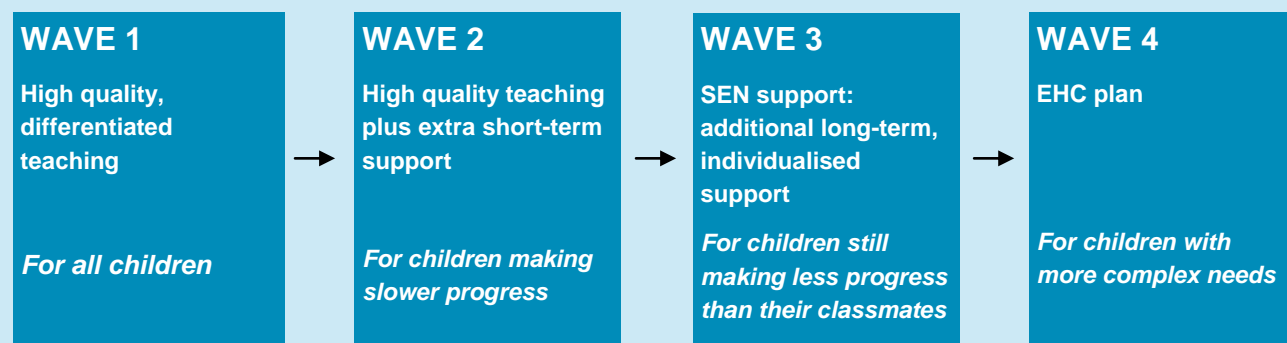 WAVE 1
High quality,
differentiated
teaching
For all children
WAVE 2
High quality teaching
plus extra short-term
support
For children making
slower progress
WAVE 3
SEN support:
additional long-term,
individualised
support
For children still
making less progress
than their classmates
WAVE 4
EHC plan
For children with
more complex needs